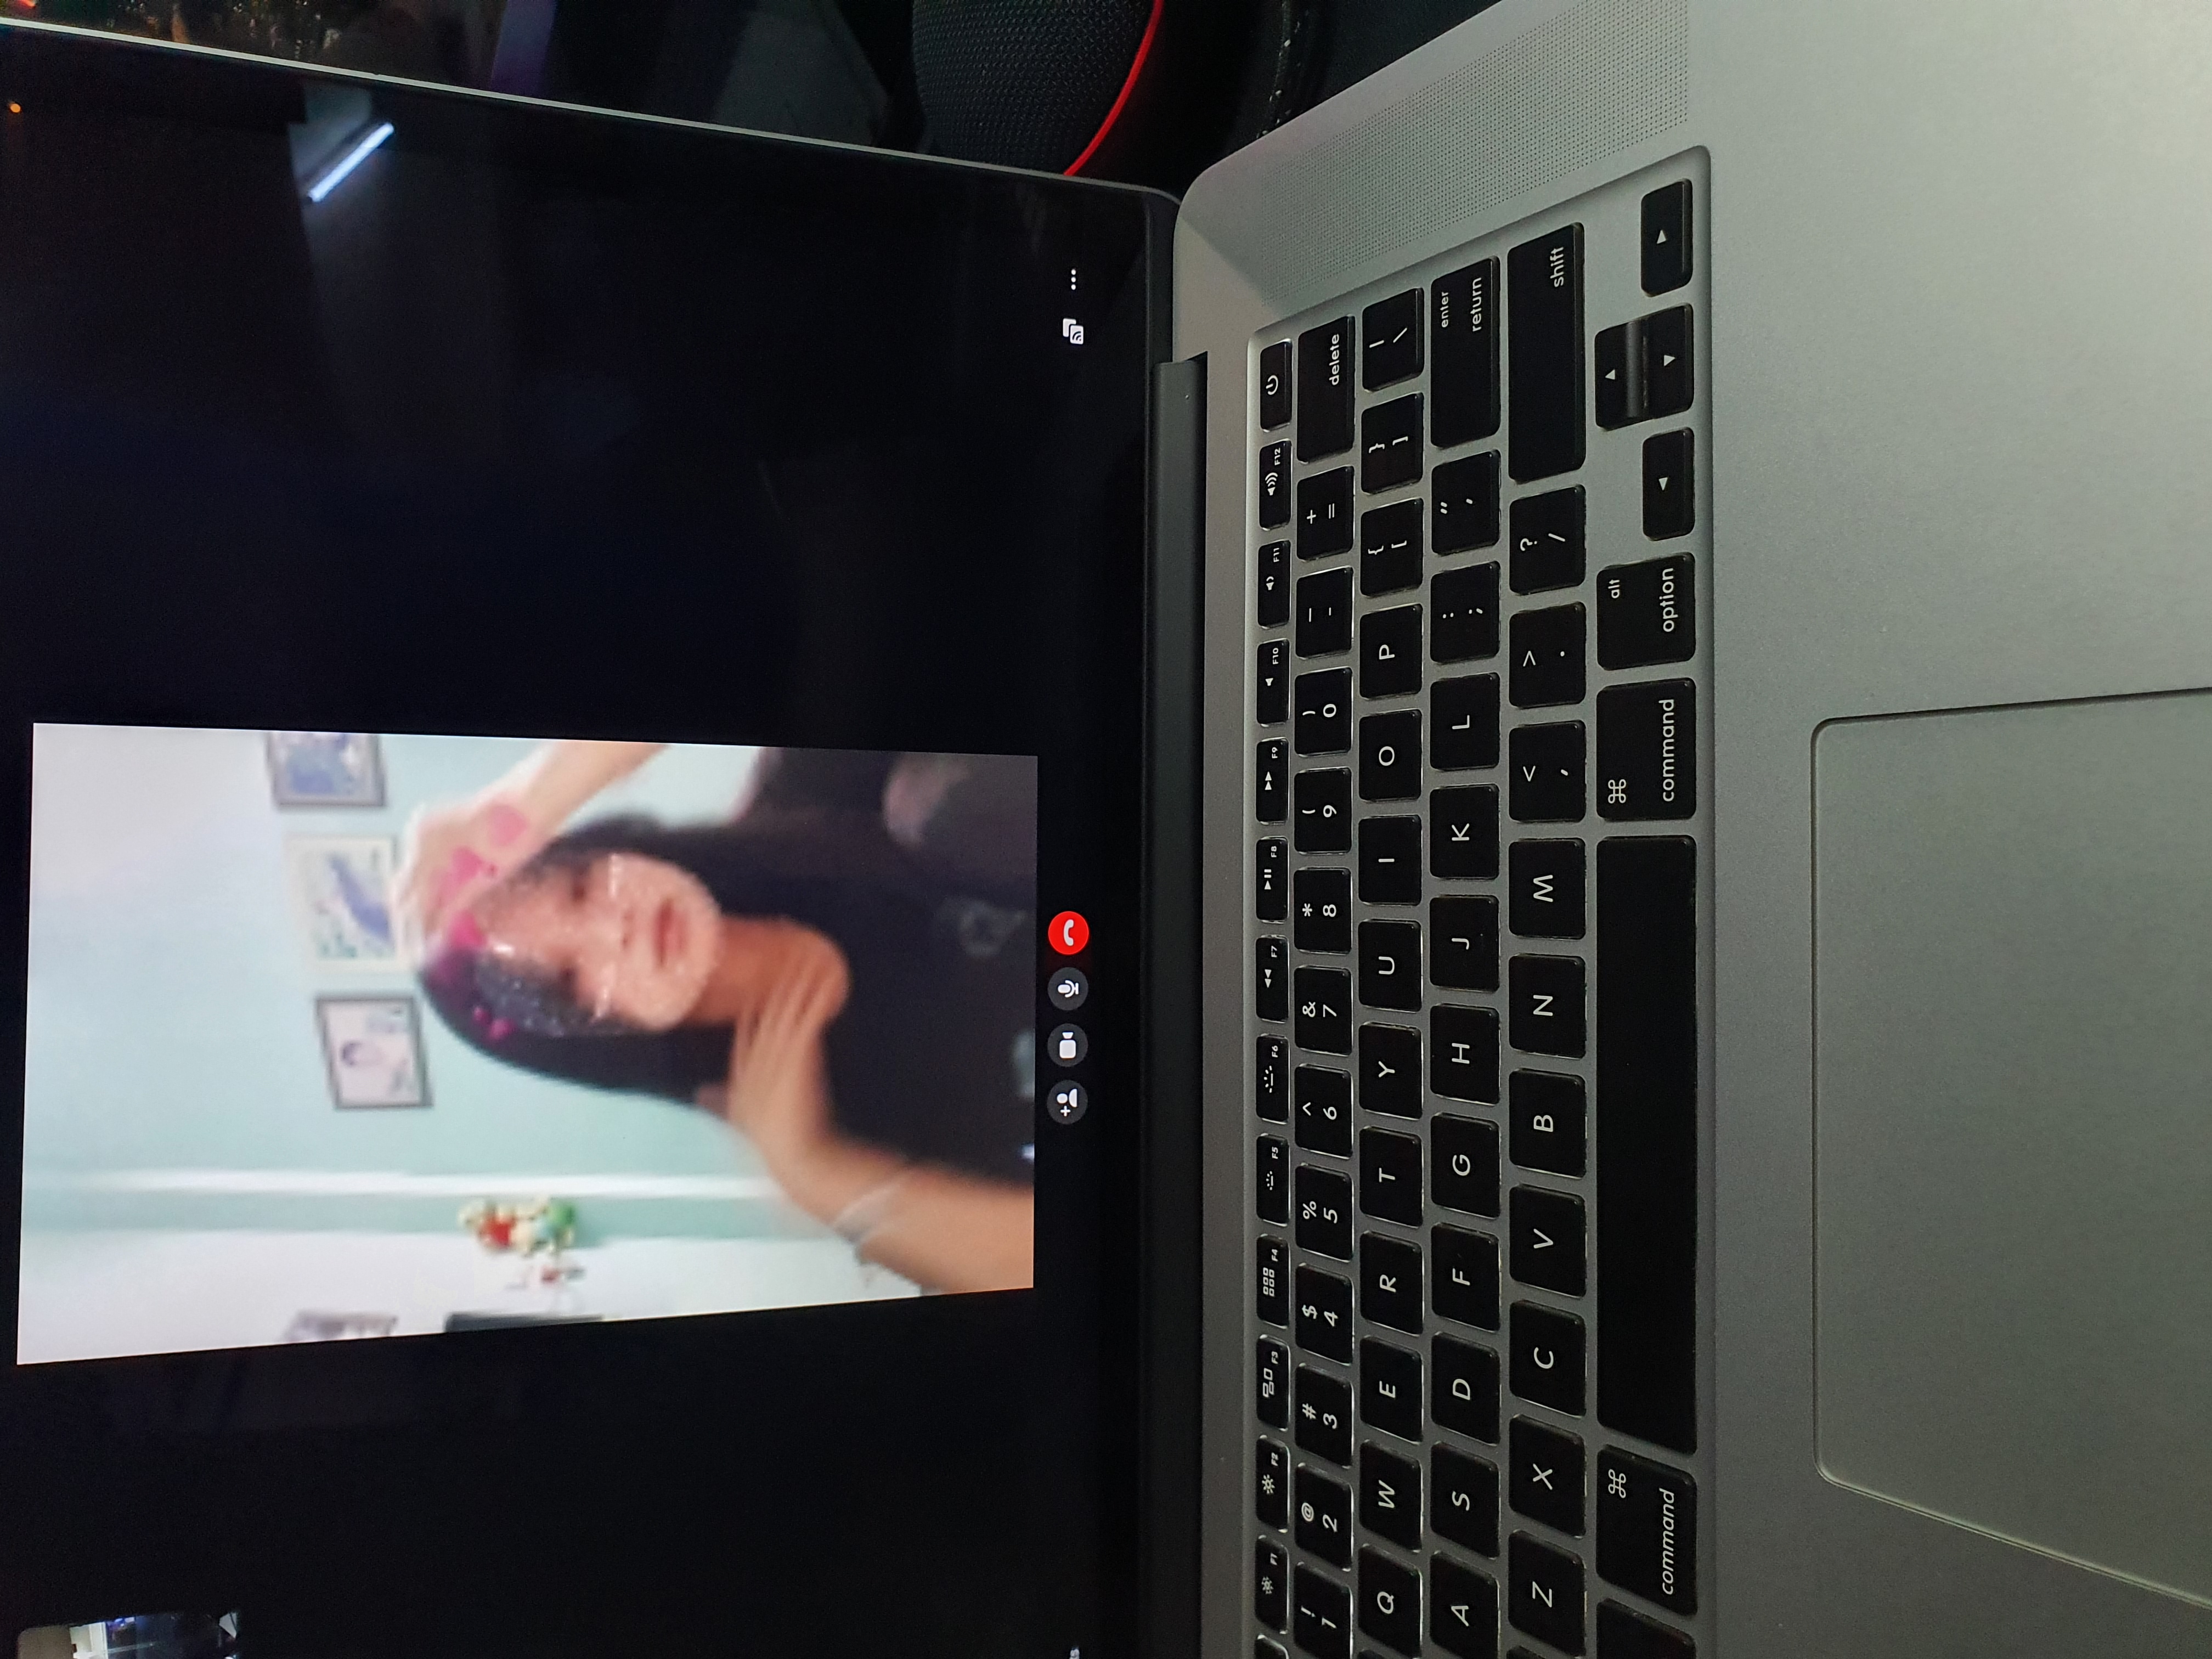 ts
F1 F2 F3 F4 F5 F6 F7 F8 F9 F10 F11 F12
! @ # $ % ^ & * ( ) — +
1 2 3 4 5 6 7 8 9 0 - = delete
Q W E R T Y U I O P { [ } ] | \
A S D F G H J K L : ; " ' enter return
Z X C V B N M < , > . ? / shift
⌘ ⌘ alt
command command option